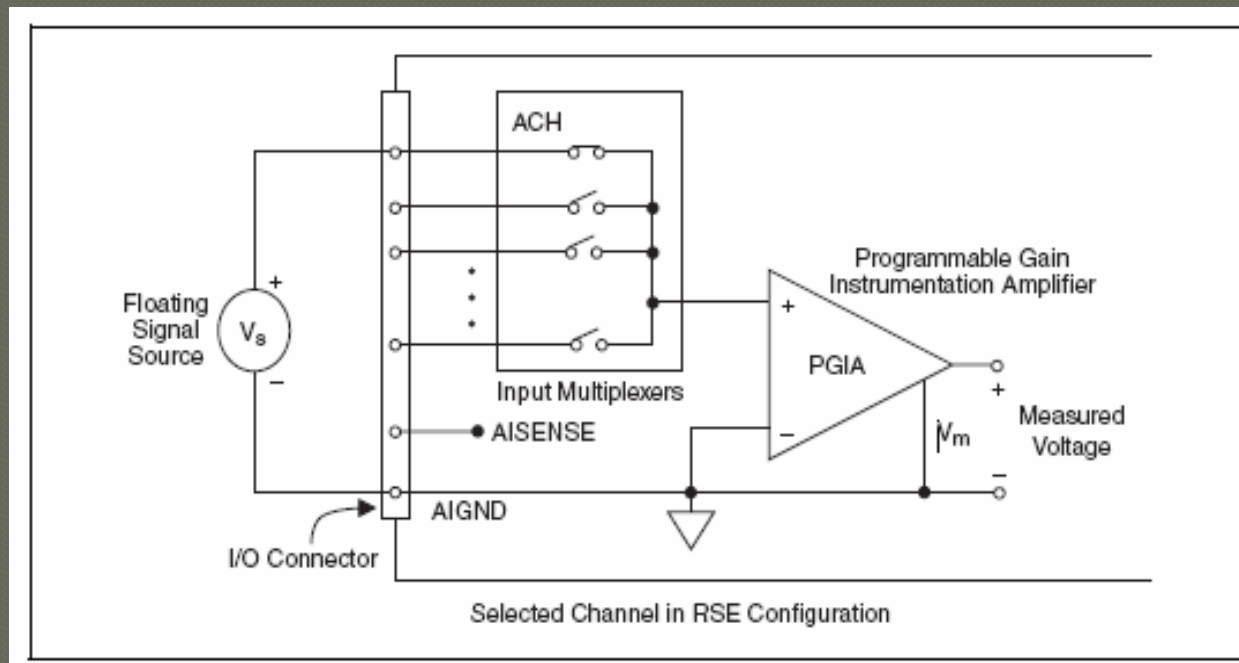 ACH
Floating
Signal
Source
+
Vs
−
Programmable Gain
Instrumentation Amplifier
+
PGIA
−
Input Multiplexers
AISENSE
+
Vm
−
Measured
Voltage
AIGND
I/O Connector
Selected Channel in RSE Configuration